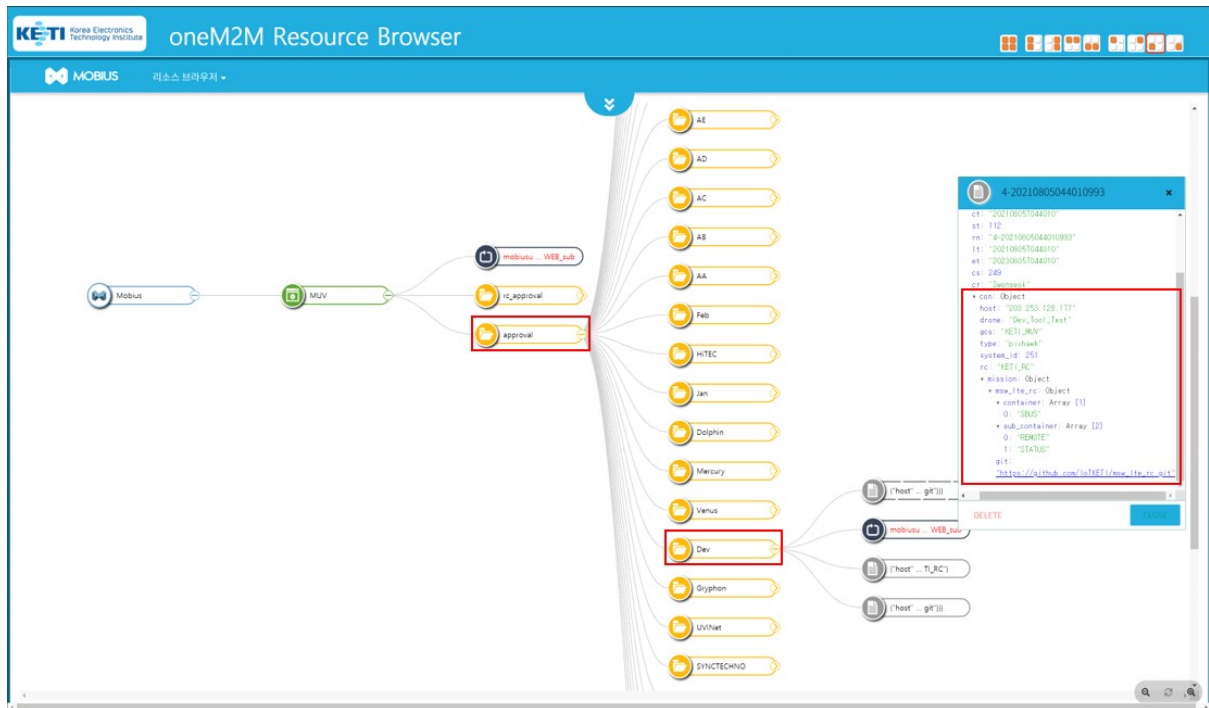 KETI Korea Electronics Technology Institute
oneM2M Resource Browser
MOBIUS 리소스 브라우저
Mobius
MUV
mobiusu ... WEB_sub
rc_approval
approval
AE
AD
AC
AB
AA
Feb
HiTEC
Jan
Dolphin
Mercury
Venus
Dev
Gryphon
UVINet
SYNCTECHNO
{"host" ... git"}}}
mobiusu ... WEB_sub
{"host" ... TI_RC"}
{"host" ... git"}}}
4-20210805044010993
ct: "20210805T044010"
st: 112
rn: "4-20210805044010993"
lt: "20210805T044010"
et: "20230805T044010"
cs: 249
cr: "Swonseok"
con: Object
host: "203.253.128.177"
drone: "Dev_Tool_Test"
gcs: "KETI_MUV"
type: "pixhawk"
system_id: 251
rc: "KETI_RC"
mission: Object
msw_lte_rc: Object
container: Array [1]
0: "SBUS"
sub_container: Array [2]
0: "REMOTE"
1: "STATUS"
git:
"https://github.com/IoTKETI/msw_lte_rc.git"
DELETE
CLOSE